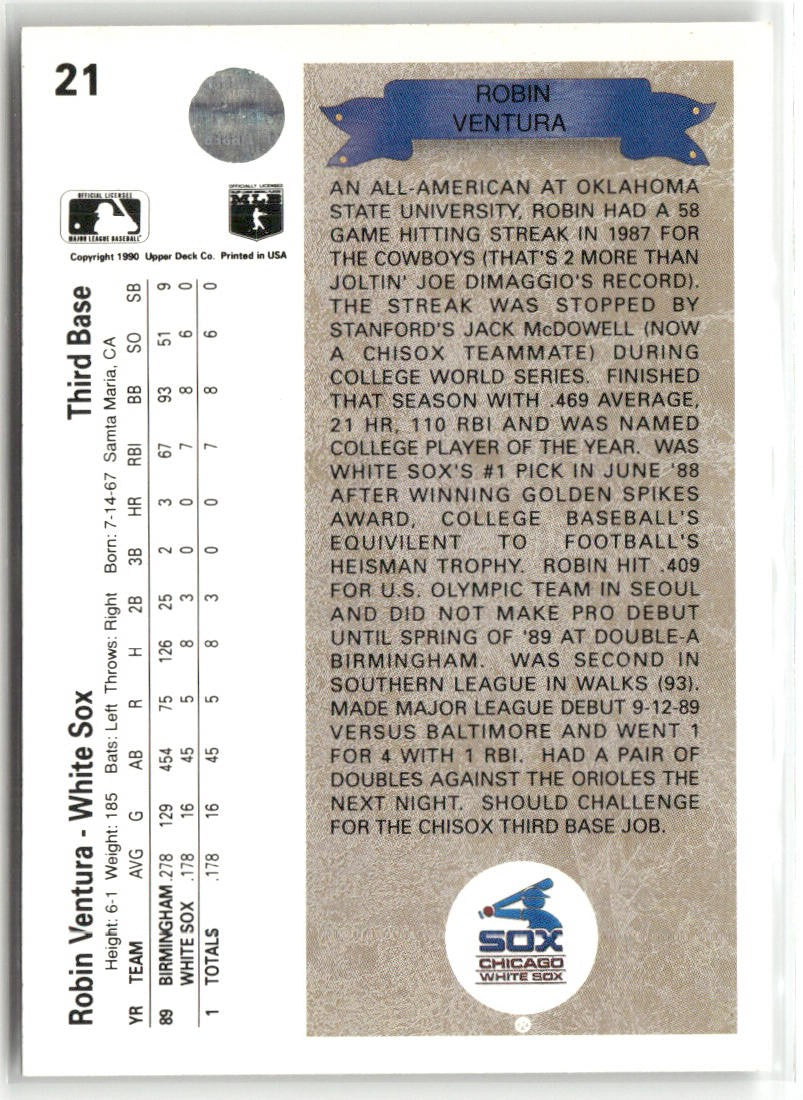 21
OFFICIAL LICENSEE
MAJOR LEAGUE BASEBALL
OFFICIALLY LICENSED
MAJOR LEAGUE BASEBALL PLAYERS
MLB
Copyright 1990 Upper Deck Co. Printed in USA
Robin Ventura - White Sox Third Base
Height: 6-1 Weight: 185 Bats: Left Throws: Right Born: 7-14-67 Samta Maria, CA
YR TEAM AVG G AB R H 2B 3B HR RBI BB SO SB
89 BIRMINGHAM .278 129 454 75 126 25 2 3 67 93 51 9
WHITE SOX .178 16 45 5 8 3 0 0 7 8 6 0
1 TOTALS .178 16 45 5 8 3 0 0 7 8 6 0
ROBIN
VENTURA
AN ALL-AMERICAN AT OKLAHOMA
STATE UNIVERSITY, ROBIN HAD A 58
GAME HITTING STREAK IN 1987 FOR
THE COWBOYS (THAT'S 2 MORE THAN
JOLTIN' JOE DIMAGGIO'S RECORD).
THE STREAK WAS STOPPED BY
STANFORD'S JACK McDOWELL (NOW
A CHISOX TEAMMATE) DURING
COLLEGE WORLD SERIES. FINISHED
THAT SEASON WITH .469 AVERAGE,
21 HR, 110 RBI AND WAS NAMED
COLLEGE PLAYER OF THE YEAR. WAS
WHITE SOX'S #1 PICK IN JUNE '88
AFTER WINNING GOLDEN SPIKES
AWARD, COLLEGE BASEBALL'S
EQUIVILENT TO FOOTBALL'S
HEISMAN TROPHY. ROBIN HIT .409
FOR U.S. OLYMPIC TEAM IN SEOUL
AND DID NOT MAKE PRO DEBUT
UNTIL SPRING OF '89 AT DOUBLE-A
BIRMINGHAM. WAS SECOND IN
SOUTHERN LEAGUE IN WALKS (93).
MADE MAJOR LEAGUE DEBUT 9-12-89
VERSUS BALTIMORE AND WENT 1
FOR 4 WITH 1 RBI. HAD A PAIR OF
DOUBLES AGAINST THE ORIOLES THE
NEXT NIGHT. SHOULD CHALLENGE
FOR THE CHISOX THIRD BASE JOB.
SOX
CHICAGO
WHITE SOX